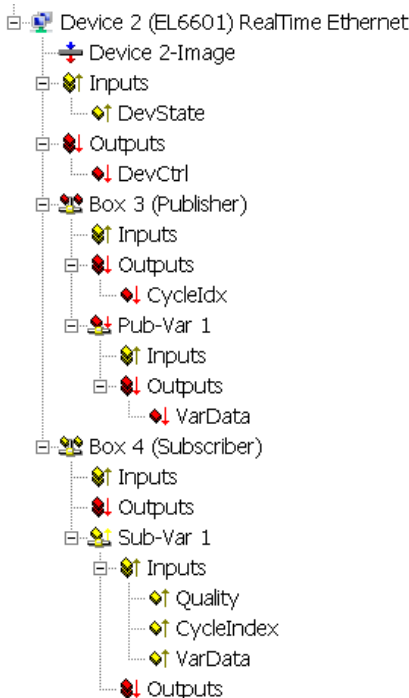 Device 2 (EL6601) RealTime Ethernet
Device 2-Image
Inputs
DevState
Outputs
DevCtrl
Box 3 (Publisher)
Inputs
Outputs
CycleIdx
Pub-Var 1
Inputs
Outputs
VarData
Box 4 (Subscriber)
Inputs
Outputs
Sub-Var 1
Inputs
Quality
CycleIndex
VarData
Outputs